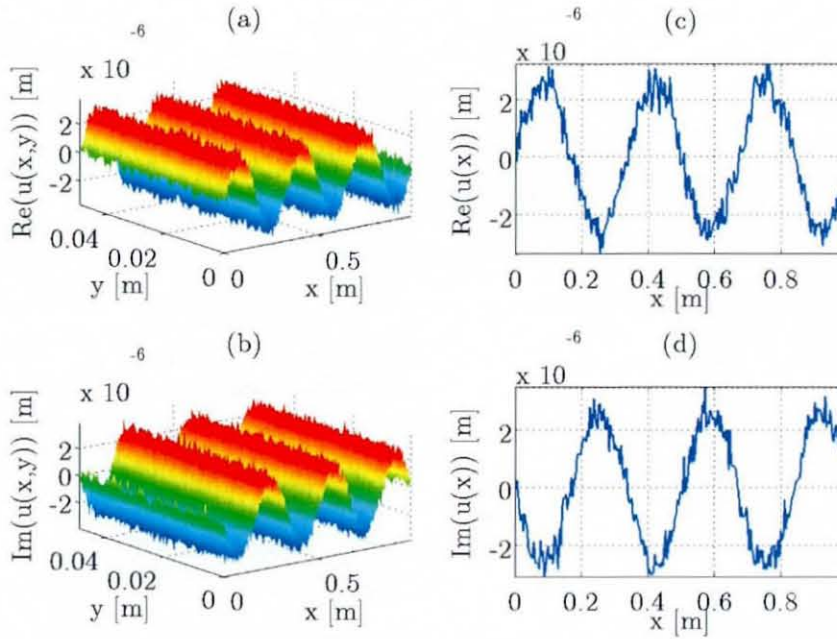 (a)
-6
x 10
Re(u(x,y)) [m]
2
0
-2
0.04
0.02
0
y [m]
0
0.5
x [m]
(c)
-6
x 10
Re(u(x)) [m]
2
0
-2
0 0.2 0.4 0.6 0.8
x [m]
(b)
-6
x 10
Im(u(x,y)) [m]
2
0
-2
0.04
0.02
0
y [m]
0
0.5
x [m]
(d)
-6
x 10
Im(u(x)) [m]
2
0
-2
0 0.2 0.4 0.6 0.8
x [m]